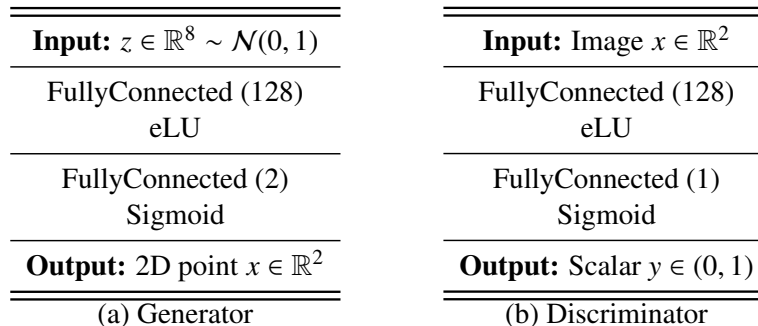 Input: z ∈ ℝ⁸ ∼ 𝒩(0, 1)
FullyConnected (128)
eLU
FullyConnected (2)
Sigmoid
Output: 2D point x ∈ ℝ²
(a) Generator
Input: Image x ∈ ℝ²
FullyConnected (128)
eLU
FullyConnected (1)
Sigmoid
Output: Scalar y ∈ (0, 1)
(b) Discriminator